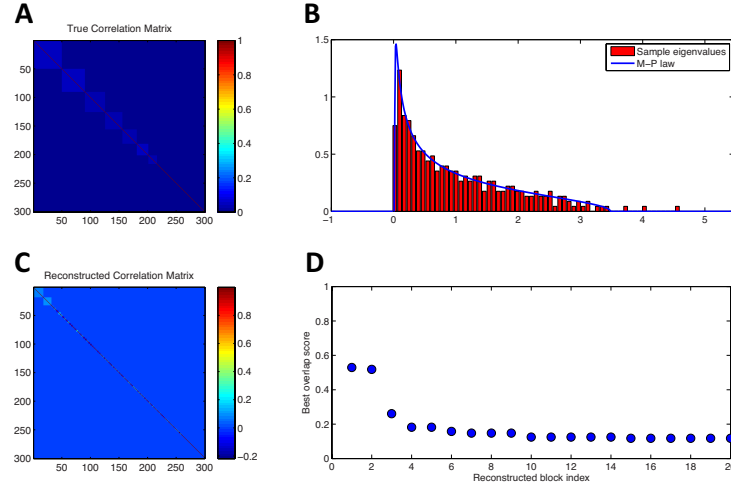 A
True Correlation Matrix
50
100
150
200
250
300
50 100 150 200 250 300
1
0.8
0.6
0.4
0.2
0
B
1.5
1
0.5
0
−1 0 1 2 3 4 5
Sample eigenvalues
M−P law
C
Reconstructed Correlation Matrix
50
100
150
200
250
300
50 100 150 200 250 300
0.8
0.6
0.4
0.2
0
−0.2
D
Best overlap score
1
0.8
0.6
0.4
0.2
0
0 2 4 6 8 10 12 14 16 18 20
Reconstructed block index